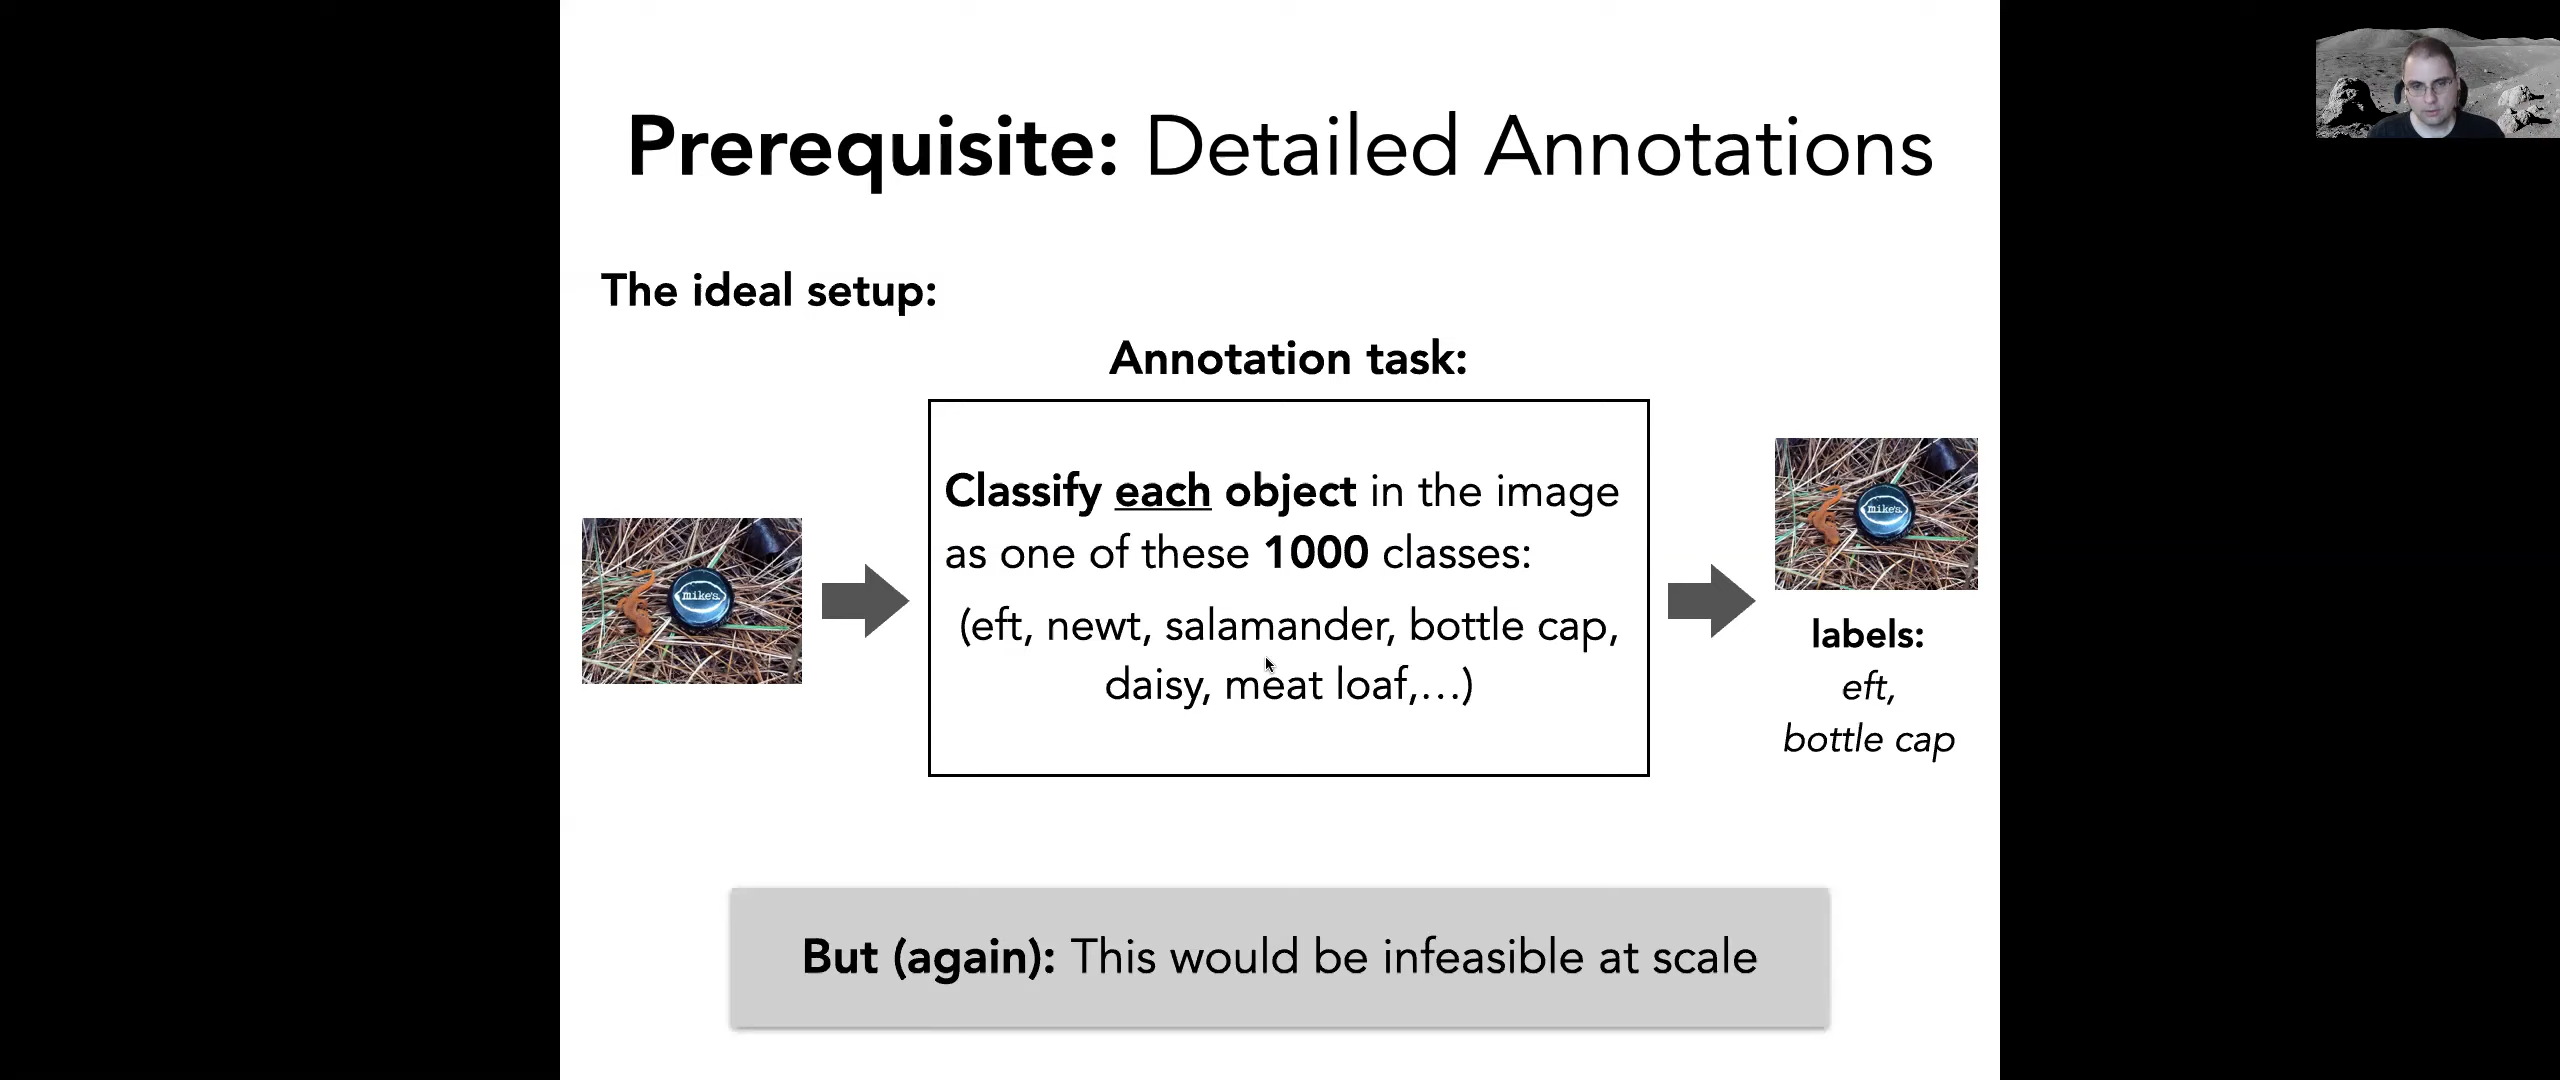 Prerequisite: Detailed Annotations
The ideal setup:
Annotation task:
Classify each object in the image
as one of these 1000 classes:
(eft, newt, salamander, bottle cap,
daisy, meat loaf,...)
mike's
mike's
labels:
eft,
bottle cap
But (again): This would be infeasible at scale